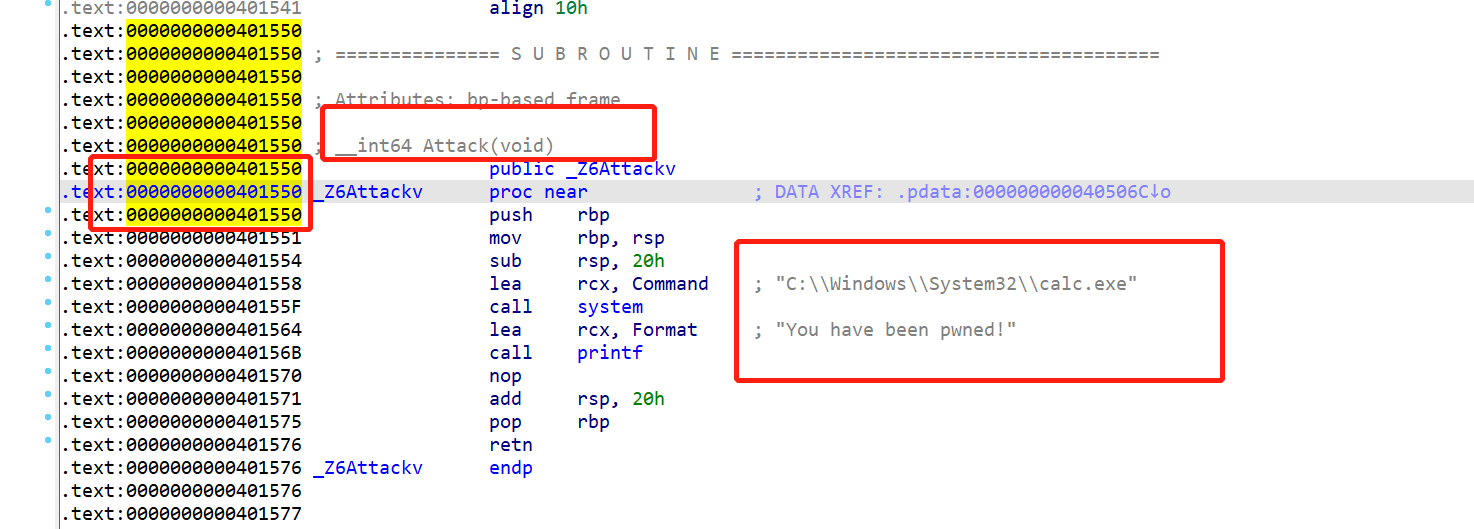 .text:0000000000401541 align 10h
.text:0000000000401550
.text:0000000000401550 ; =============== S U B R O U T I N E =======================================
.text:0000000000401550
.text:0000000000401550 ; Attributes: bp-based frame
.text:0000000000401550
.text:0000000000401550 ; __int64 Attack(void)
.text:0000000000401550 public _Z6Attackv
.text:0000000000401550 _Z6Attackv proc near ; DATA XREF: .pdata:000000000040506C↓o
.text:0000000000401550 push rbp
.text:0000000000401551 mov rbp, rsp
.text:0000000000401554 sub rsp, 20h
.text:0000000000401558 lea rcx, Command ; "C:\\Windows\\System32\\calc.exe"
.text:000000000040155F call system
.text:0000000000401564 lea rcx, Format ; "You have been pwned!"
.text:000000000040156B call printf
.text:0000000000401570 nop
.text:0000000000401571 add rsp, 20h
.text:0000000000401575 pop rbp
.text:0000000000401576 retn
.text:0000000000401576 _Z6Attackv endp
.text:0000000000401576
.text:0000000000401577